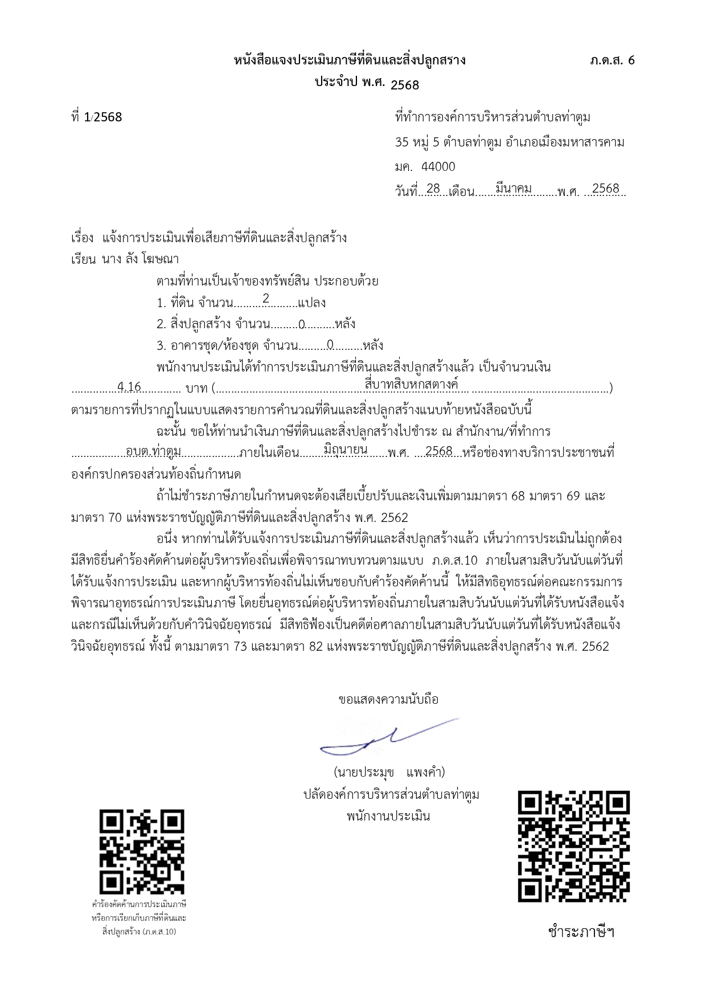 หนังสือแจงประเมินภาษีที่ดินและสิ่งปลูกสราง
ภ.ด.ส. 6
ประจำป พ.ศ. 2568
ที่ 1/2568
ที่ทำการองค์การบริหารส่วนตำบลท่าตูม
35 หมู่ 5 ตำบลท่าตูม อำเภอเมืองมหาสารคาม
มค. 44000
วันที่..28..เดือน..มีนาคม..พ.ศ. ..2568..
เรื่อง แจ้งการประเมินเพื่อเสียภาษีที่ดินและสิ่งปลูกสร้าง
เรียน นาง ลัง โฆษณา
ตามที่ท่านเป็นเจ้าของทรัพย์สิน ประกอบด้วย
1. ที่ดิน จำนวน........2........แปลง
2. สิ่งปลูกสร้าง จำนวน........0........หลัง
3. อาคารชุด/ห้องชุด จำนวน........0........หลัง
พนักงานประเมินได้ทำการประเมินภาษีที่ดินและสิ่งปลูกสร้างแล้ว เป็นจำนวนเงิน
........4.16........ บาท (........สี่บาทสิบหกสตางค์........)
ตามรายการที่ปรากฏในแบบแสดงรายการคำนวณที่ดินและสิ่งปลูกสร้างแนบท้ายหนังสือฉบับนี้
ฉะนั้น ขอให้ท่านนำเงินภาษีที่ดินและสิ่งปลูกสร้างไปชำระ ณ สำนักงาน/ที่ทำการ
........อบต.ท่าตูม........ภายในเดือน........มิถุนายน........พ.ศ. ....2568....หรือช่องทางบริการประชาชนที่
องค์กรปกครองส่วนท้องถิ่นกำหนด
ถ้าไม่ชำระภาษีภายในกำหนดจะต้องเสียเบี้ยปรับและเงินเพิ่มตามมาตรา 68 มาตรา 69 และ
มาตรา 70 แห่งพระราชบัญญัติภาษีที่ดินและสิ่งปลูกสร้าง พ.ศ. 2562
อนึ่ง หากท่านได้รับแจ้งการประเมินภาษีที่ดินและสิ่งปลูกสร้างแล้ว เห็นว่าการประเมินไม่ถูกต้อง
มีสิทธิยื่นคำร้องคัดค้านต่อผู้บริหารท้องถิ่นเพื่อพิจารณาทบทวนตามแบบ ภ.ด.ส.10 ภายในสามสิบวันนับแต่วันที่
ได้รับแจ้งการประเมิน และหากผู้บริหารท้องถิ่นไม่เห็นชอบกับคำร้องคัดค้านนี้ ให้มีสิทธิอุทธรณ์ต่อคณะกรรมการ
พิจารณาอุทธรณ์การประเมินภาษี โดยยื่นอุทธรณ์ต่อผู้บริหารท้องถิ่นภายในสามสิบวันนับแต่วันที่ได้รับหนังสือแจ้ง
และกรณีไม่เห็นด้วยกับคำวินิจฉัยอุทธรณ์ มีสิทธิฟ้องเป็นคดีต่อศาลภายในสามสิบวันนับแต่วันที่ได้รับหนังสือแจ้ง
วินิจฉัยอุทธรณ์ ทั้งนี้ ตามมาตรา 73 และมาตรา 82 แห่งพระราชบัญญัติภาษีที่ดินและสิ่งปลูกสร้าง พ.ศ. 2562
ขอแสดงความนับถือ
(นายประมุข แพงคำ)
ปลัดองค์การบริหารส่วนตำบลท่าตูม
พนักงานประเมิน
คำร้องคัดค้านการประเมินภาษี
หรือการเรียกเก็บภาษีที่ดินและ
สิ่งปลูกสร้าง (ภ.ด.ส.10)
ชำระภาษีฯ